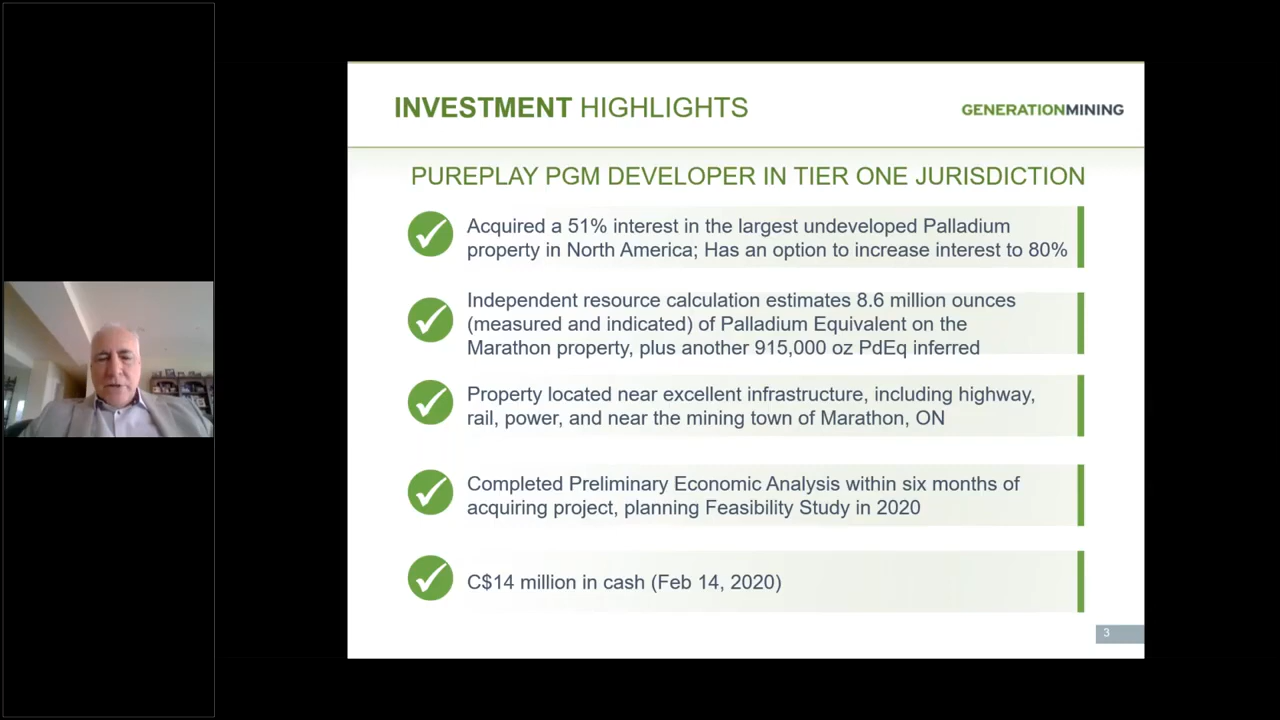 INVESTMENT HIGHLIGHTS
GENERATIONMINING
PUREPLAY PGM DEVELOPER IN TIER ONE JURISDICTION
Acquired a 51% interest in the largest undeveloped Palladium
property in North America; Has an option to increase interest to 80%
Independent resource calculation estimates 8.6 million ounces
(measured and indicated) of Palladium Equivalent on the
Marathon property, plus another 915,000 oz PdEq inferred
Property located near excellent infrastructure, including highway,
rail, power, and near the mining town of Marathon, ON
Completed Preliminary Economic Analysis within six months of
acquiring project, planning Feasibility Study in 2020
C$14 million in cash (Feb 14, 2020)
3